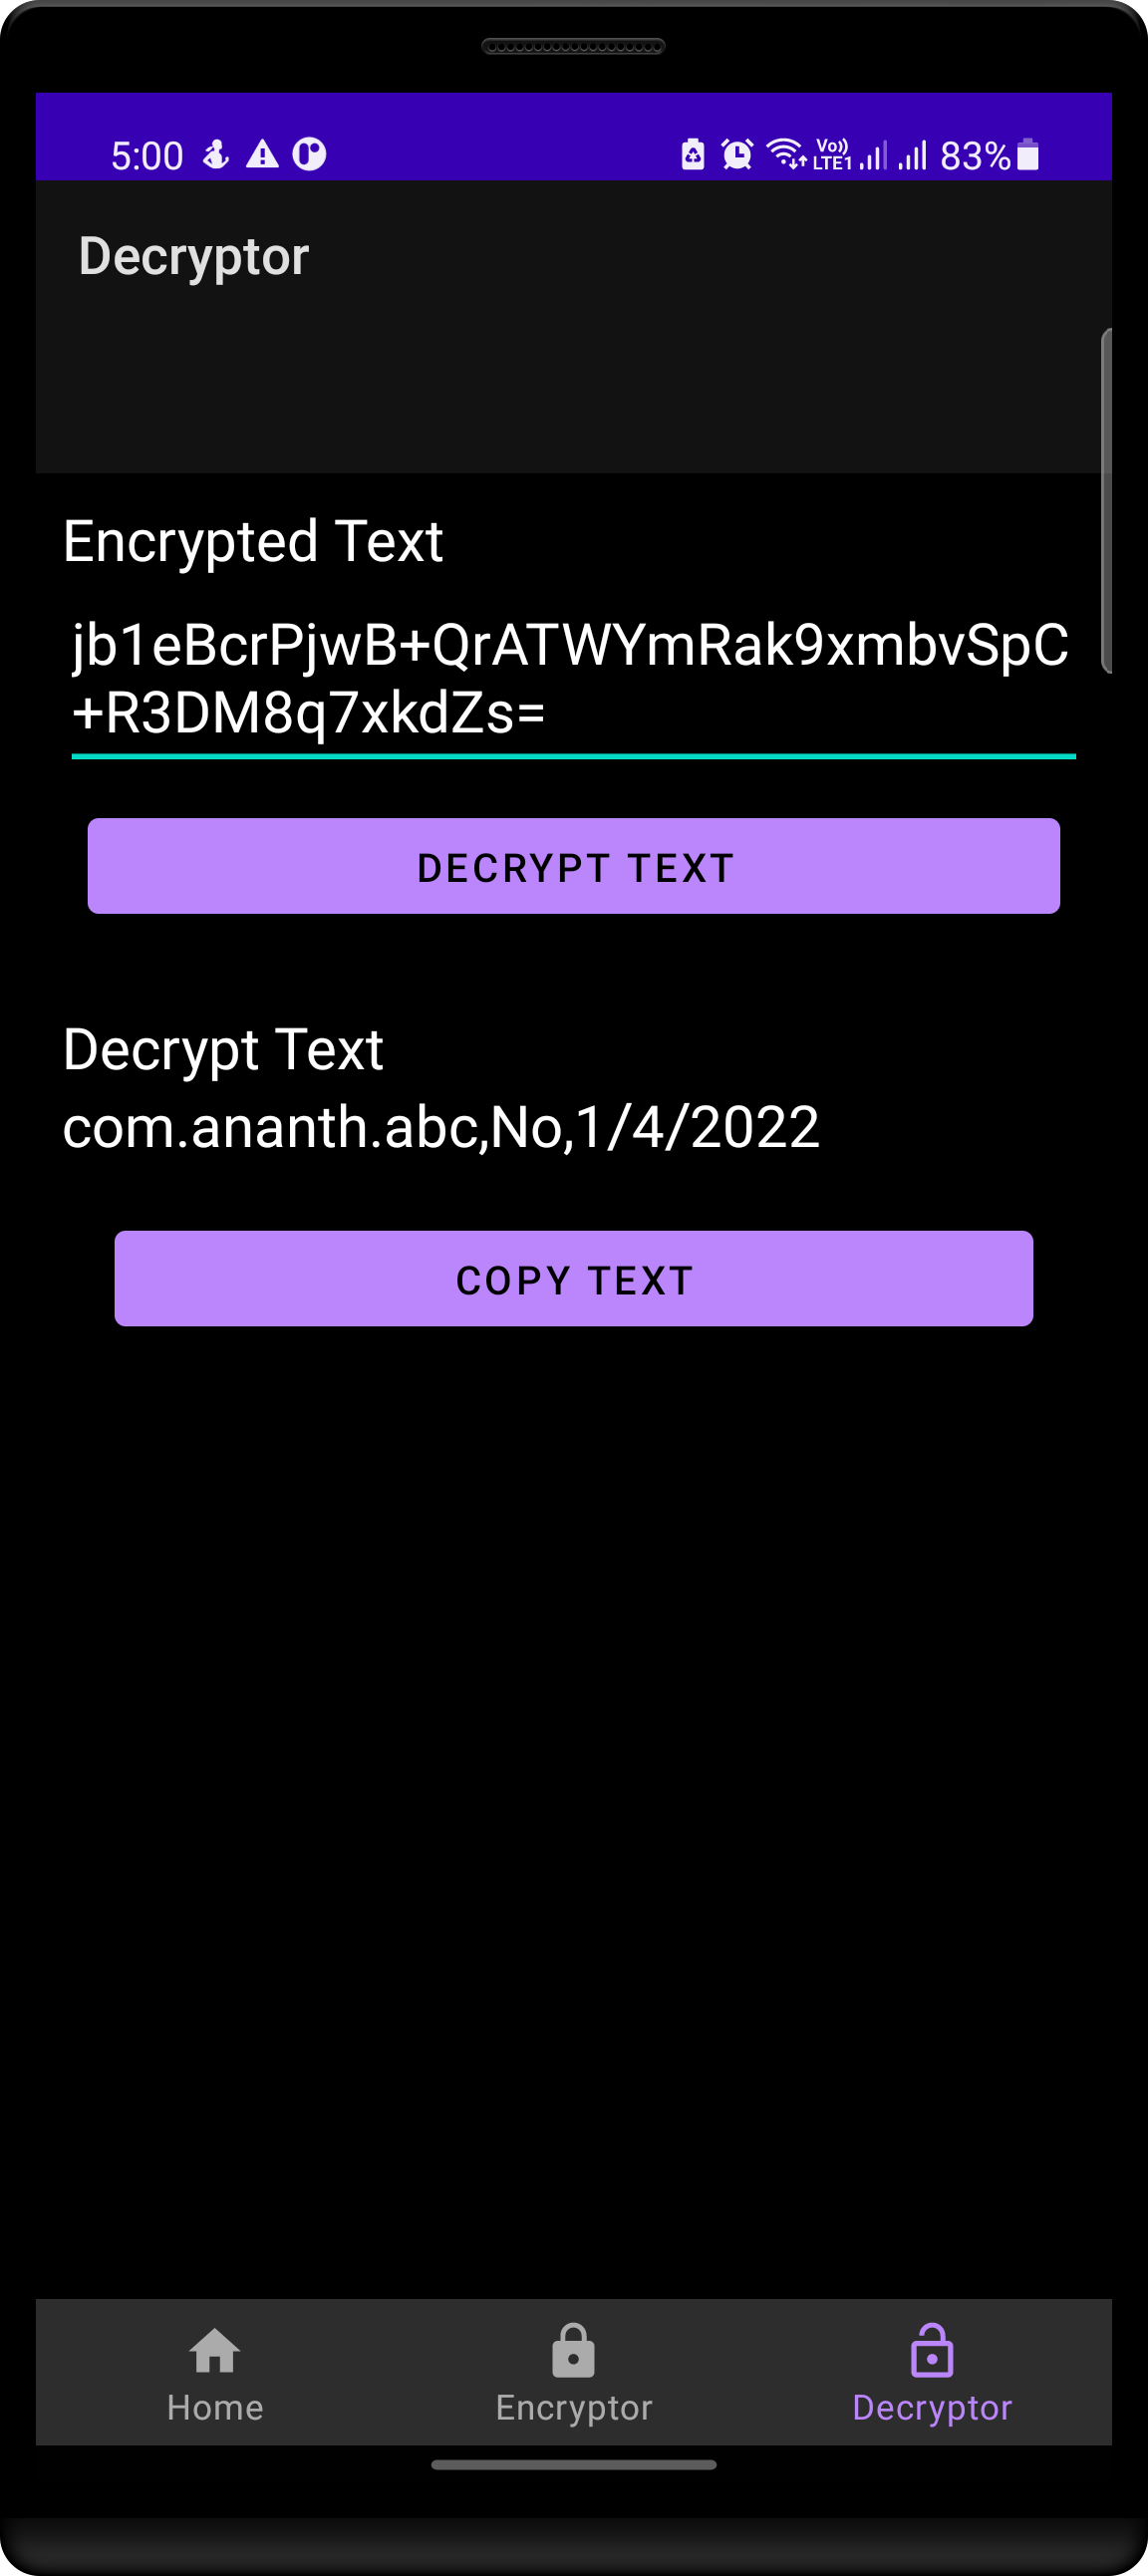 5:00 Vo)) LTE1 83%
Decryptor
Encrypted Text
jb1eBcrPjwB+QrATWYmRak9xmbvSpC
+R3DM8q7xkdZs=
DECRYPT TEXT
Decrypt Text
com.ananth.abc,No,1/4/2022
COPY TEXT
Home Encryptor Decryptor